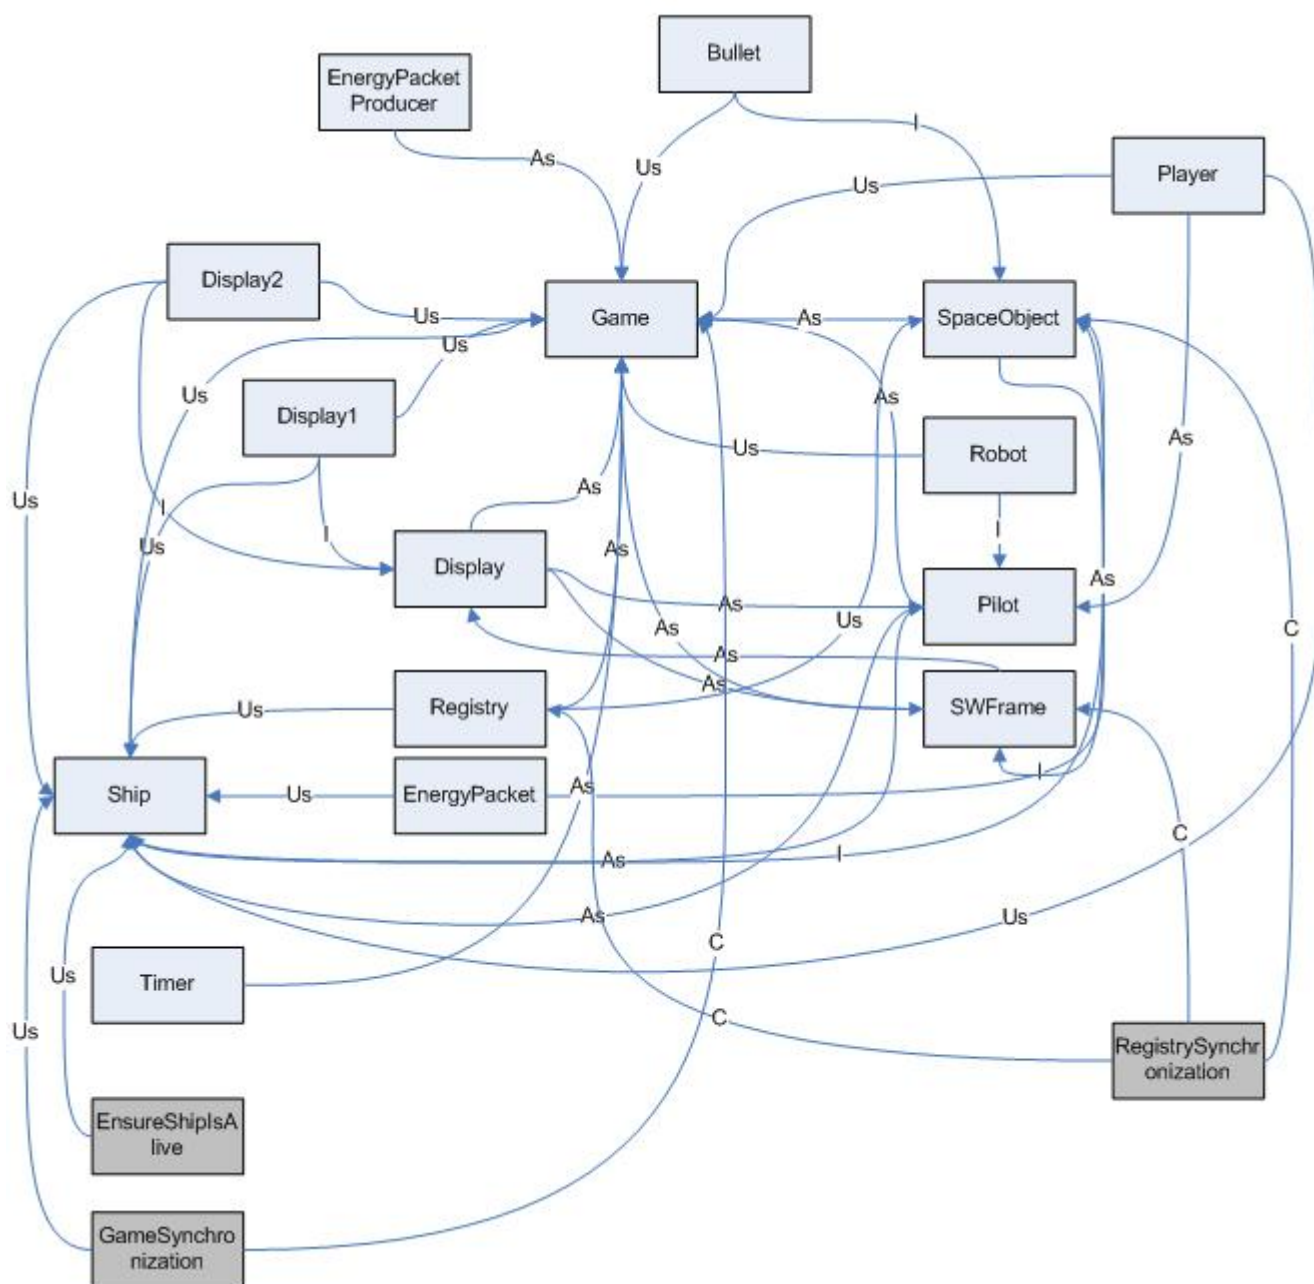 Bullet
EnergyPacket
Producer
I
As
Us
Player
Us
Display2
Us
As
Game
SpaceObject
Us
Us
As
Display1
As
Us
Robot
Us
As
I
I
Us
As
Display
As
Pilot
As
As
Us
As
C
As
As
Registry
SWFrame
Us
I
Ship
Us
EnergyPacket
As
C
As
I
As
Us
C
Us
Timer
Us
C
RegistrySynchr
onization
EnsureShipIsA
live
GameSynchro
nization